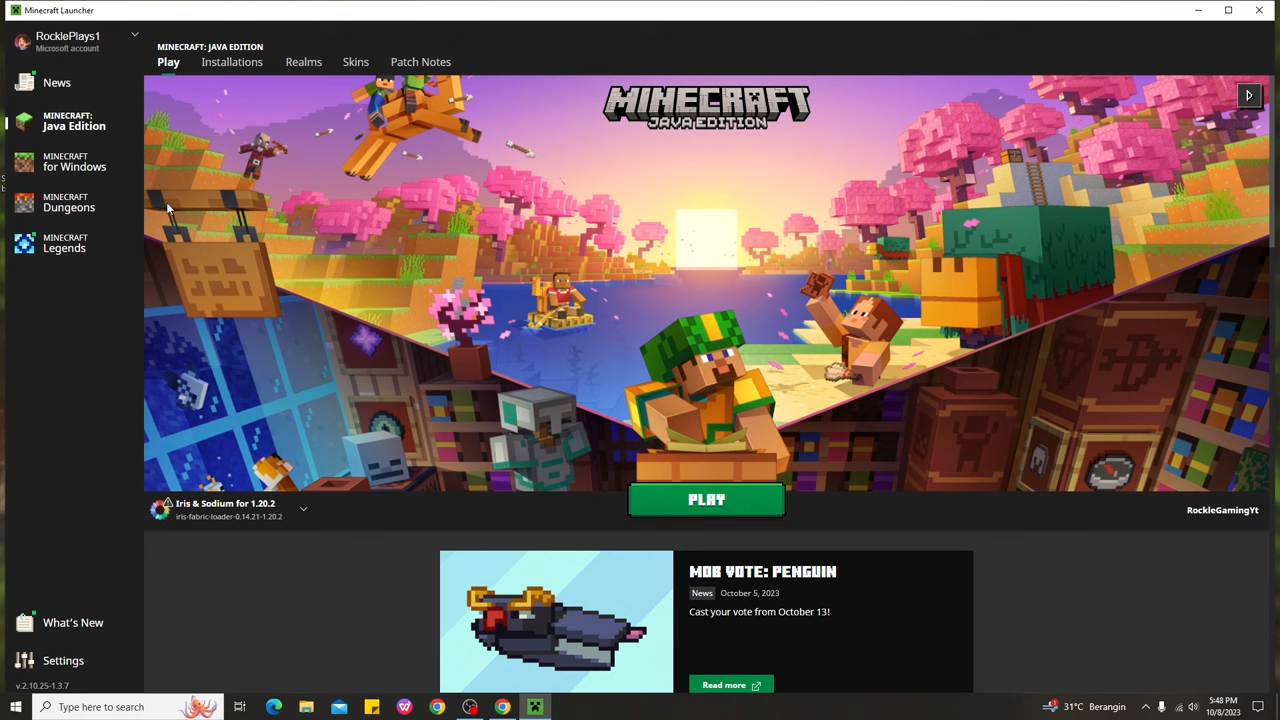 Minecraft Launcher
RocklePlays1
Microsoft account
News
MINECRAFT:
Java Edition
MINECRAFT
for Windows
MINECRAFT
Dungeons
MINECRAFT
Legends
What's New
Settings
v.2.10.25-1.3.7
MINECRAFT: JAVA EDITION
Play Installations Realms Skins Patch Notes
MINECRAFT
JAVA EDITION
Iris & Sodium for 1.20.2
iris-fabric-loader-0.14.21-1.20.2
PLAY
RockleGamingYt
MOB VOTE: PENGUIN
News October 5, 2023
Cast your vote from October 13!
Read more
Type here to search
31°C Berangin
5:48 PM
10/8/2023